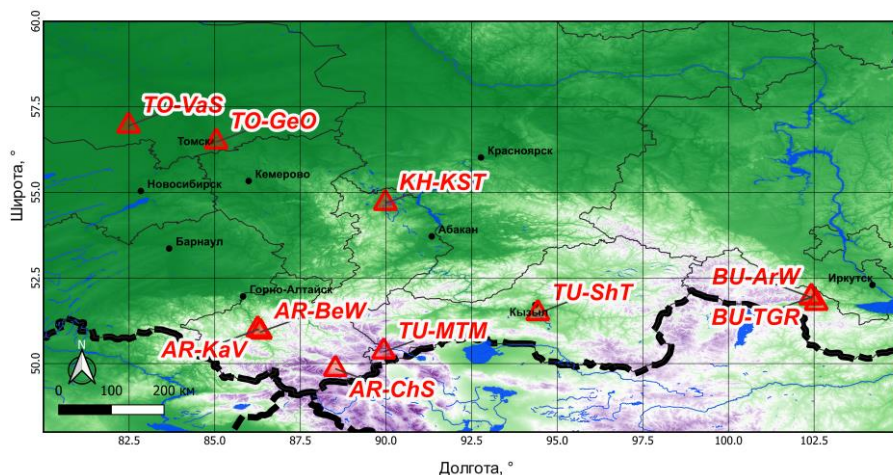 60.0
57.5
55.0
52.5
50.0
Широта, °
TO-VaS
TO-GeO
Томск
Красноярск
Кемерово
Новосибирск
KH-KST
Абакан
Барнаул
Горно-Алтайск
AR-BeW
AR-KaV
TU-MTM
AR-ChS
Кызыл
TU-ShT
BU-ArW
BU-TGR
Иркутск
N
0 100 200 км
82.5 85.0 87.5 90.0 92.5 95.0 97.5 100.0 102.5
Долгота, °